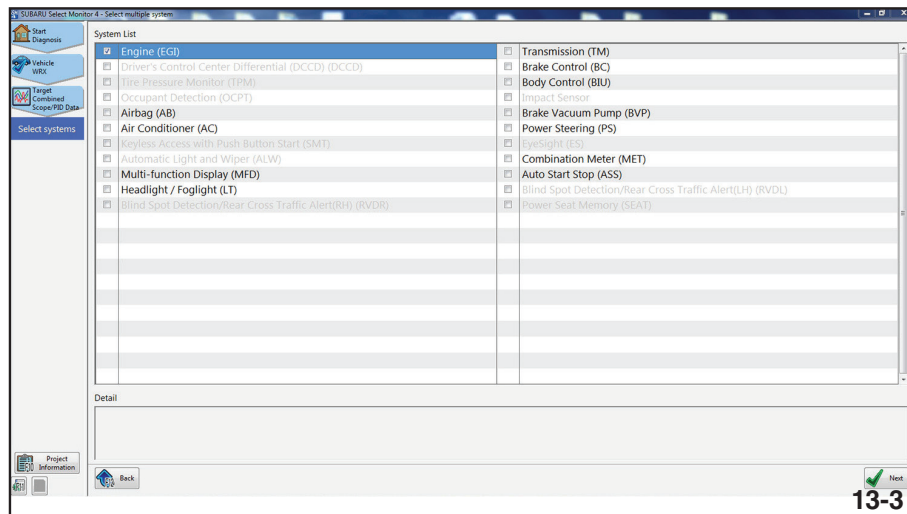 SUBARU Select Monitor 4 - Select multiple system
Start
Diagnosis
Vehicle
WRX
Target
Combined
Scope/PID Data
Select systems
System List
Engine (EGI)
Transmission (TM)
Driver's Control Center Differential (DCCD) (DCCD)
Brake Control (BC)
Tire Pressure Monitor (TPM)
Body Control (BIU)
Occupant Detection (OCPT)
Impact Sensor
Airbag (AB)
Brake Vacuum Pump (BVP)
Air Conditioner (AC)
Power Steering (PS)
Keyless Access with Push Button Start (SMT)
EyeSight (ES)
Automatic Light and Wiper (ALW)
Combination Meter (MET)
Multi-function Display (MFD)
Auto Start Stop (ASS)
Headlight / Foglight (LT)
Blind Spot Detection/Rear Cross Traffic Alert(LH) (RVDL)
Blind Spot Detection/Rear Cross Traffic Alert(RH) (RVDR)
Power Seat Memory (SEAT)
Detail
Project
Information
Back
Next
13-3